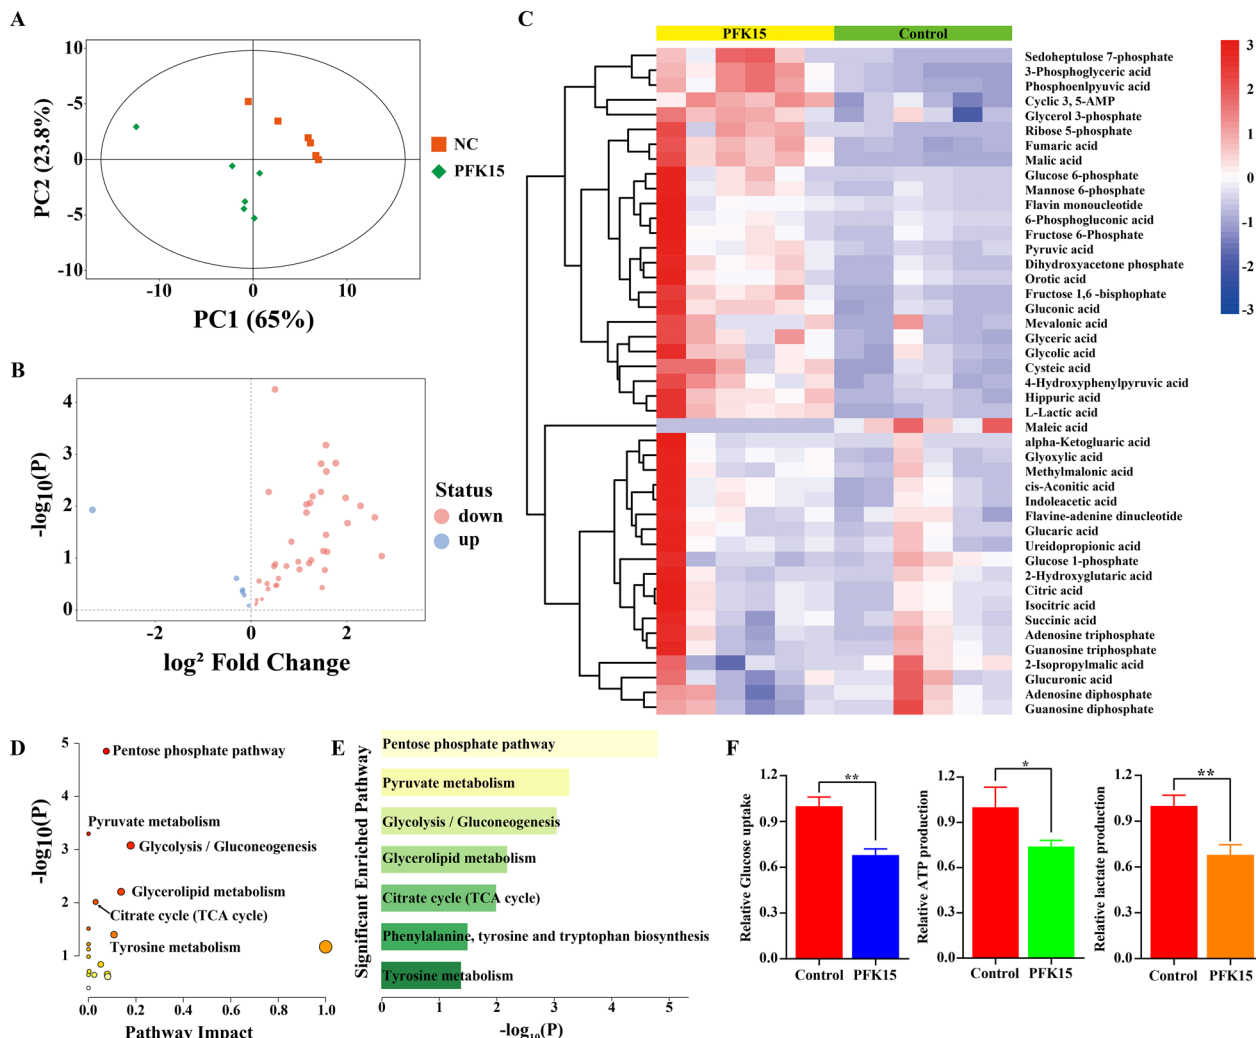 A
10
-5
0
-5
-10
-10
0
10
PC2 (23.8%)
PC1 (65%)
NC
PFK15
B
4
3
2
1
0
-2
0
2
-log10(P)
log² Fold Change
Status
down
up
C
PFK15
Control
Sedoheptulose 7-phosphate
3-Phosphoglyceric acid
Phosphoenlpyuvic acid
Cyclic 3, 5-AMP
Glycerol 3-phosphate
Ribose 5-phosphate
Fumaric acid
Malic acid
Glucose 6-phosphate
Mannose 6-phosphate
Flavin monoucleotide
6-Phosphogluconic acid
Fructose 6-Phosphate
Pyruvic acid
Dihydroxyacetone phosphate
Orotic acid
Fructose 1,6 -bisphophate
Gluconic acid
Mevalonic acid
Glyceric acid
Glycolic acid
Cysteic acid
4-Hydroxyphenylpyruvic acid
Hippuric acid
L-Lactic acid
Maleic acid
alpha-Ketogluaric acid
Glyoxylic acid
Methylmalonic acid
cis-Aconitic acid
Indoleacetic acid
Flavine-adenine dinucleotide
Glucaric acid
Ureidopropionic acid
Glucose 1-phosphate
2-Hydroxyglutaric acid
Citric acid
Isocitric acid
Succinic acid
Adenosine triphosphate
Guanosine triphosphate
2-Isopropylmalic acid
Glucuronic acid
Adenosine diphosphate
Guanosine diphosphate
3
2
1
0
-1
-2
-3
D
5
4
3
2
1
0.0
0.2
0.4
0.6
0.8
1.0
-log10(P)
Pathway Impact
Pentose phosphate pathway
Pyruvate metabolism
Glycolysis / Gluconeogenesis
Glycerolipid metabolism
Citrate cycle (TCA cycle)
Tyrosine metabolism
E
Significant Enriched Pathway
Pentose phosphate pathway
Pyruvate metabolism
Glycolysis / Gluconeogenesis
Glycerolipid metabolism
Citrate cycle (TCA cycle)
Phenylalanine, tyrosine and tryptophan biosynthesis
Tyrosine metabolism
0
1
2
3
4
5
-log10(P)
F
Relative Glucose uptake
1.2
0.9
0.6
0.3
0.0
**
Control
PFK15
Relative ATP production
1.2
0.9
0.6
0.3
0.0
*
Control
PFK15
Relative lactate production
1.2
0.9
0.6
0.3
0.0
**
Control
PFK15